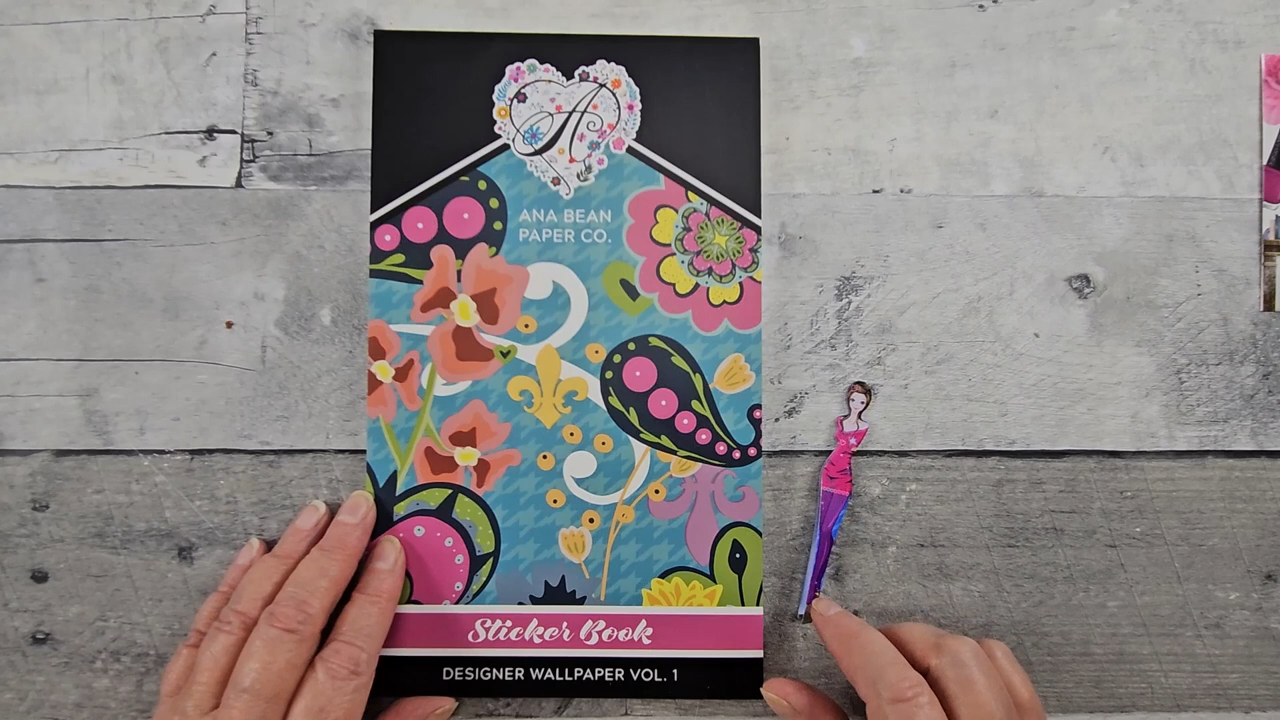 A
ANA BEAN
PAPER CO.
Sticker Book
DESIGNER WALLPAPER VOL. 1